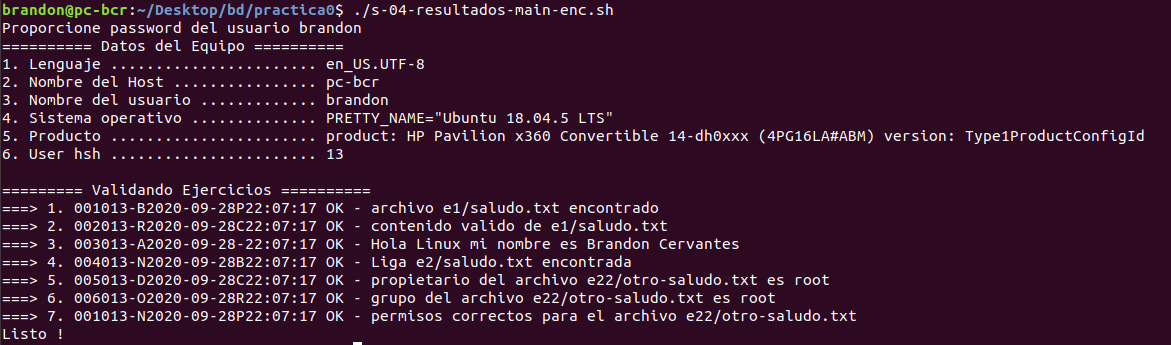 brandon@pc-bcr:~/Desktop/bd/practica0$ ./s-04-resultados-main-enc.sh
Proporcione password del usuario brandon
========== Datos del Equipo ==========
1. Lenguaje ....................... en_US.UTF-8
2. Nombre del Host ................ pc-bcr
3. Nombre del usuario ............. brandon
4. Sistema operativo .............. PRETTY_NAME="Ubuntu 18.04.5 LTS"
5. Producto ....................... product: HP Pavilion x360 Convertible 14-dh0xxx (4PG16LA#ABM) version: Type1ProductConfigId
6. User hsh ....................... 13
========= Validando Ejercicios ==========
===> 1. 001013-B2020-09-28P22:07:17 OK - archivo e1/saludo.txt encontrado
===> 2. 002013-R2020-09-28C22:07:17 OK - contenido valido de e1/saludo.txt
===> 3. 003013-A2020-09-28-22:07:17 OK - Hola Linux mi nombre es Brandon Cervantes
===> 4. 004013-N2020-09-28B22:07:17 OK - Liga e2/saludo.txt encontrada
===> 5. 005013-D2020-09-28C22:07:17 OK - propietario del archivo e22/otro-saludo.txt es root
===> 6. 006013-O2020-09-28R22:07:17 OK - grupo del archivo e22/otro-saludo.txt es root
===> 7. 001013-N2020-09-28P22:07:17 OK - permisos correctos para el archivo e22/otro-saludo.txt
Listo !